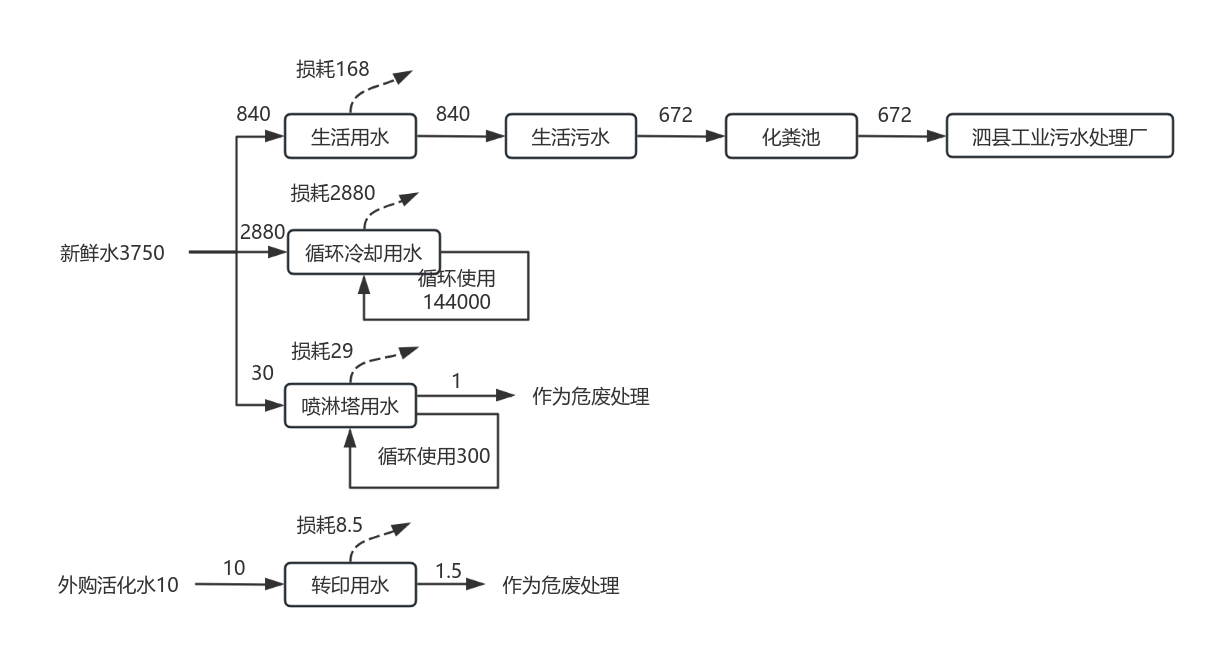 损耗168
840
生活用水
840
生活污水
672
化粪池
672
泗县工业污水处理厂
损耗2880
新鲜水3750
2880
循环冷却用水
循环使用
144000
损耗29
30
喷淋塔用水
1
作为危废处理
循环使用300
损耗8.5
外购活化水10
10
转印用水
1.5
作为危废处理